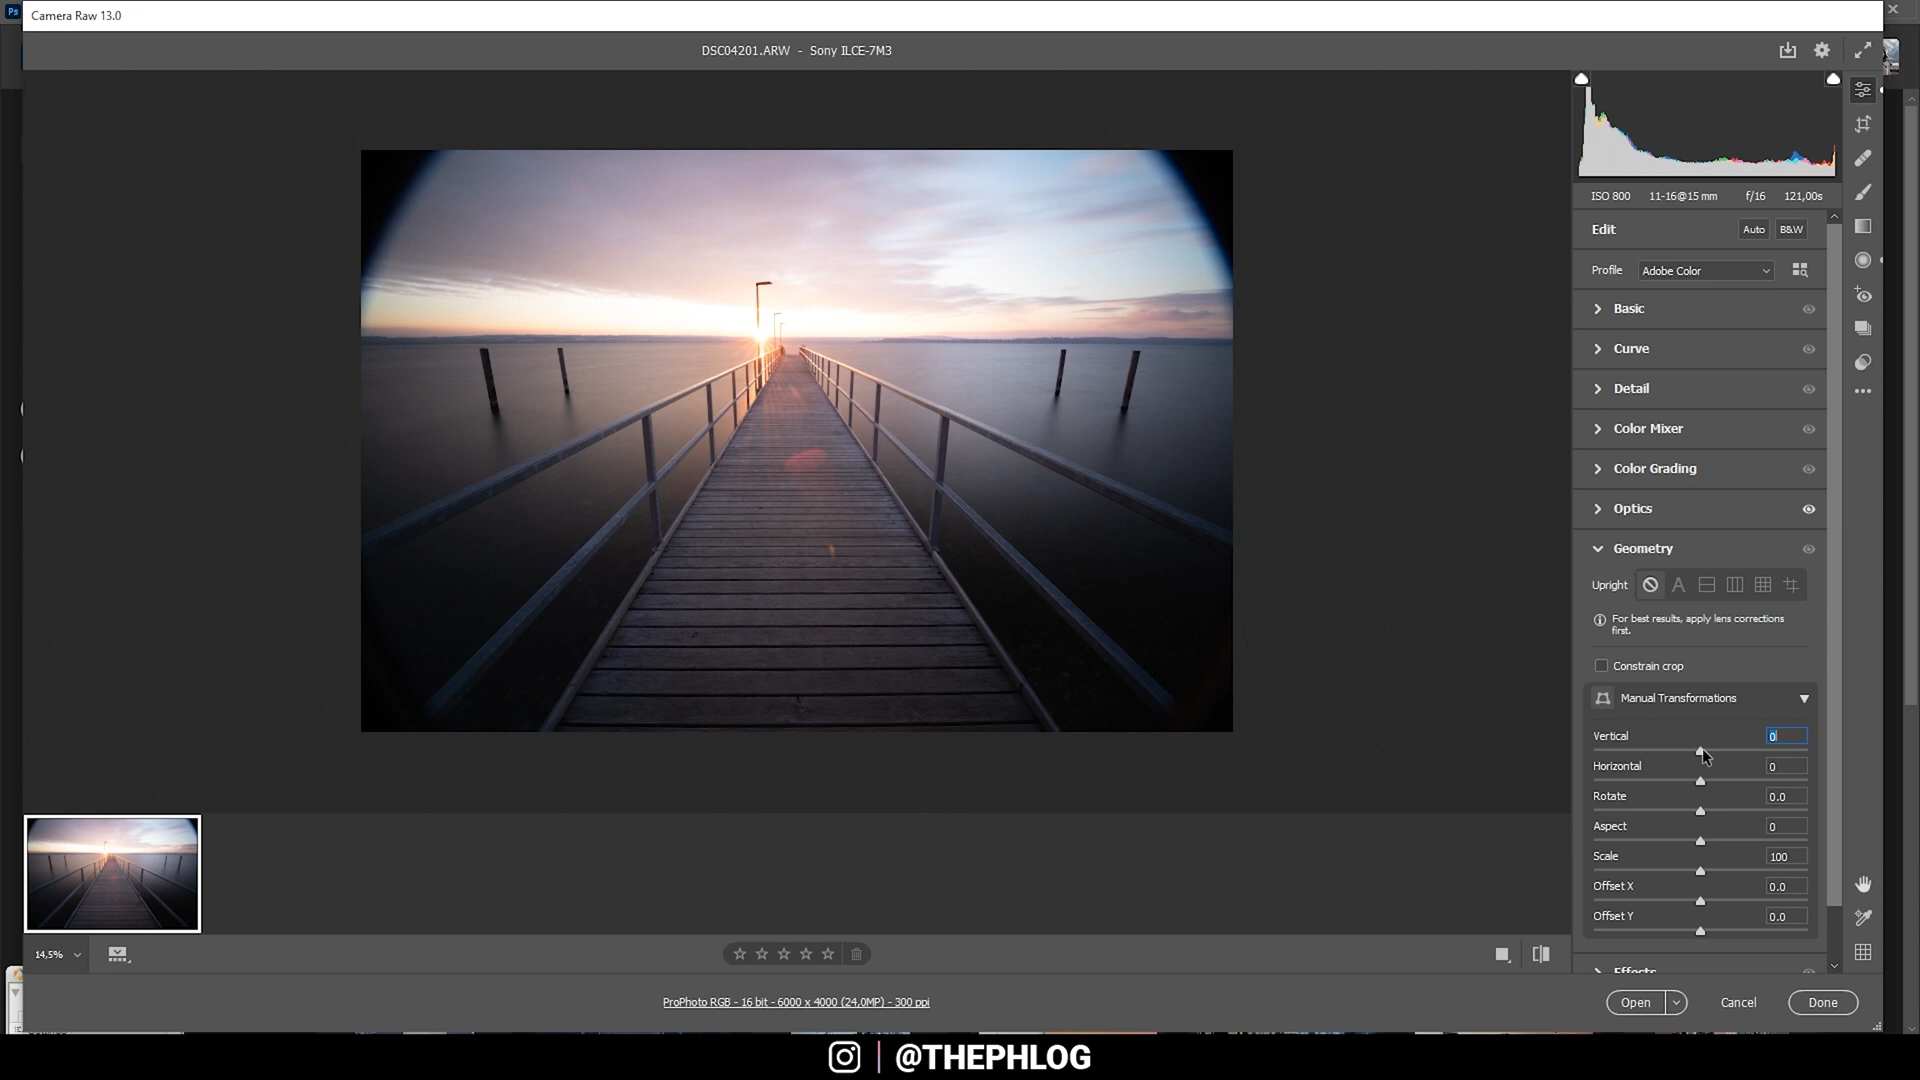 Ps
Camera Raw 13.0
DSC04201.ARW - Sony ILCE-7M3
ISO 800 11-16@15 mm f/16 121,00s
Edit Auto B&W
Profile Adobe Color
Basic
Curve
Detail
Color Mixer
Color Grading
Optics
Geometry
Upright A
For best results, apply lens corrections
first.
Constrain crop
Manual Transformations
Vertical 0
Horizontal 0
Rotate 0.0
Aspect 0
Scale 100
Offset X 0.0
Offset Y 0.0
Effects
14,5%
ProPhoto RGB - 16 bit - 6000 x 4000 (24,0MP) - 300 ppi
Open Cancel Done
@THEPHLOG